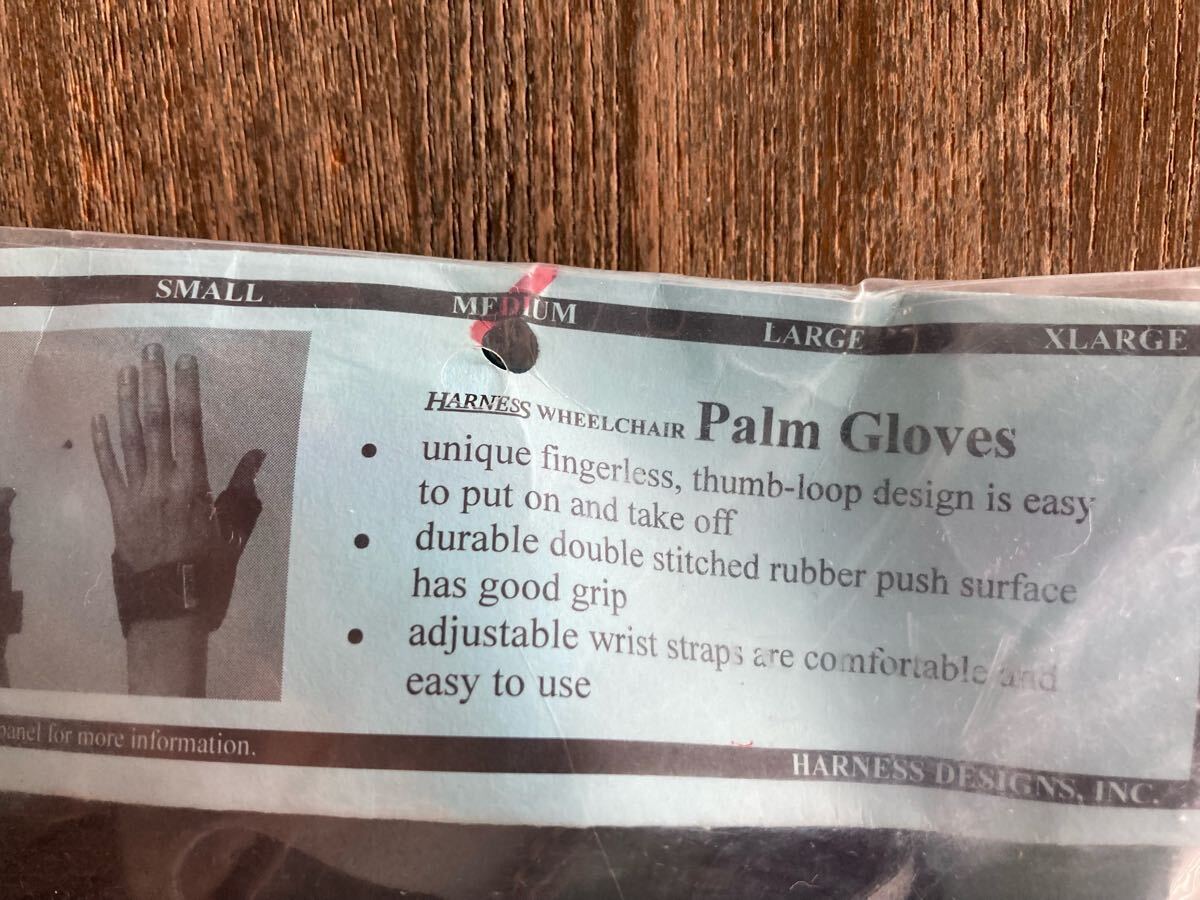 SMALL MEDIUM LARGE XLARGE
HARNESS WHEELCHAIR Palm Gloves
• unique fingerless, thumb-loop design is easy
to put on and take off
• durable double stitched rubber push surface
has good grip
• adjustable wrist straps are comfortable and
easy to use
panel for more information.
HARNESS DESIGNS, INC.